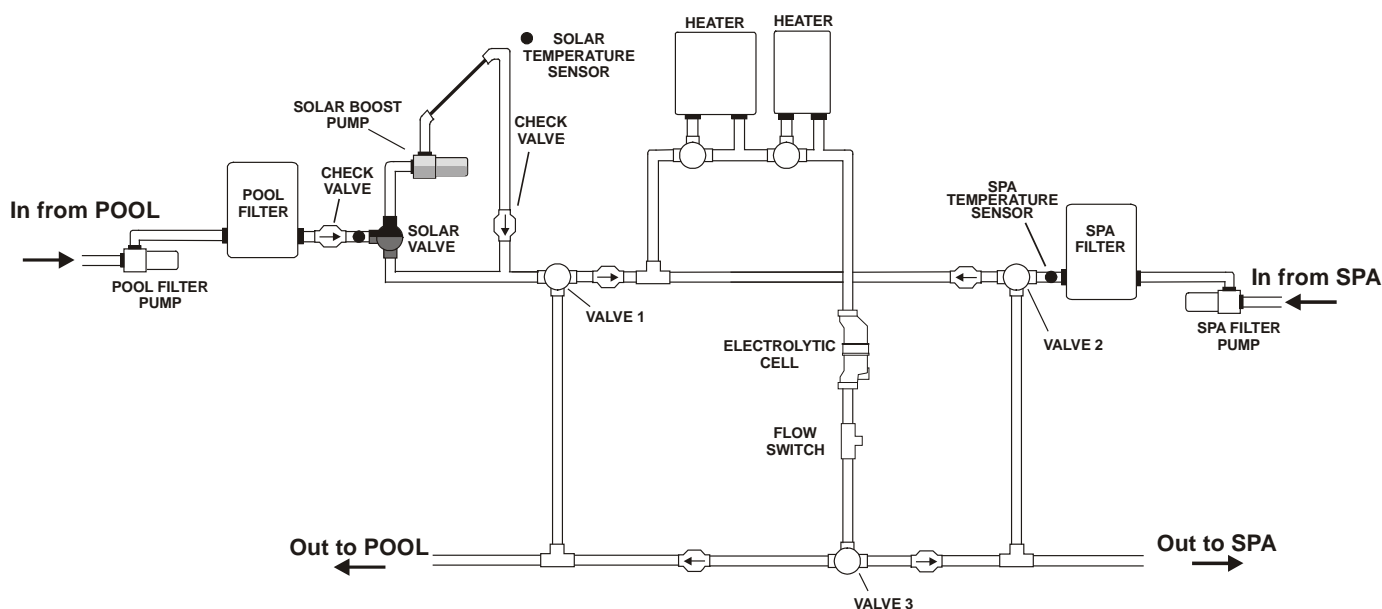 HEATER
HEATER
SOLAR
TEMPERATURE
SENSOR
SOLAR BOOST
PUMP
CHECK
VALVE
CHECK
VALVE
POOL
FILTER
In from POOL
SOLAR
VALVE
POOL FILTER
PUMP
SPA
TEMPERATURE
SENSOR
SPA
FILTER
In from SPA
SPA FILTER
PUMP
VALVE 1
VALVE 2
ELECTROLYTIC
CELL
FLOW
SWITCH
Out to POOL
Out to SPA
VALVE 3